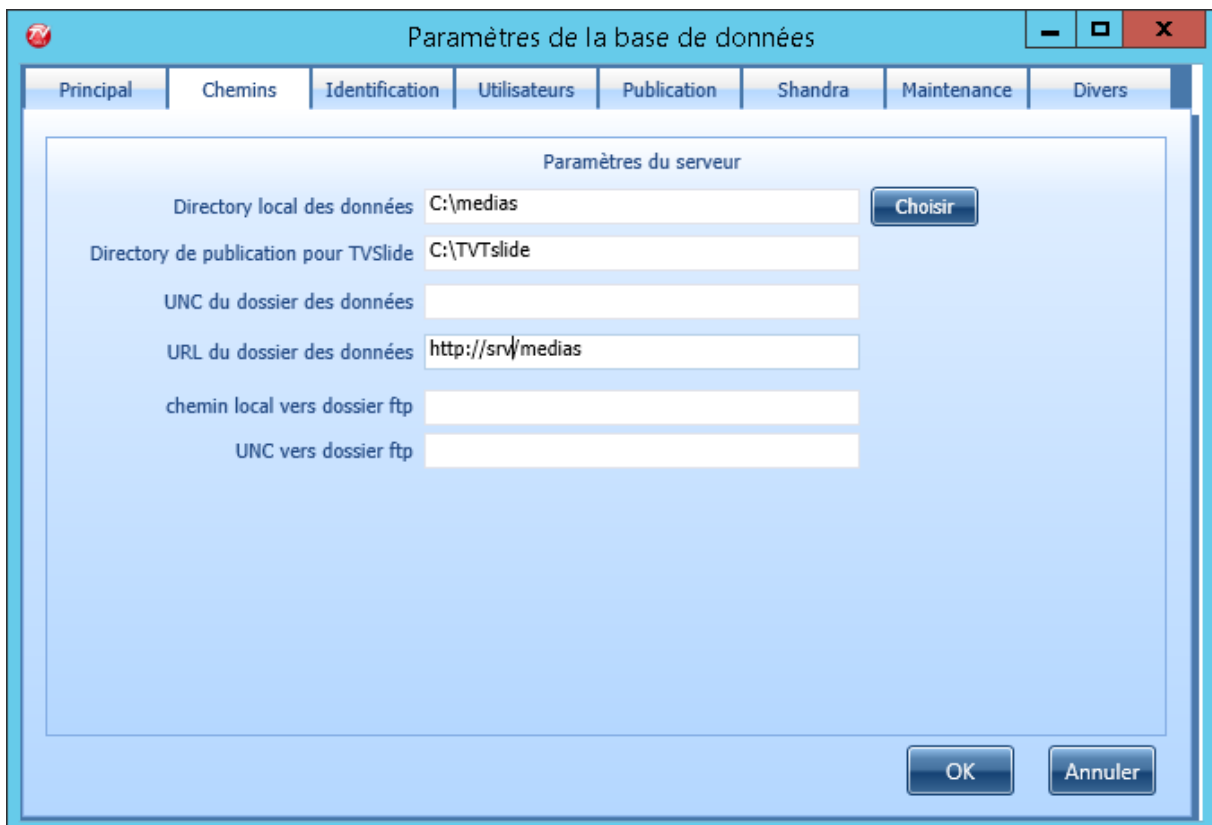 Paramètres de la base de données
Principal Chemins Identification Utilisateurs Publication Shandra Maintenance Divers
Paramètres du serveur
Directory local des données C:\medias Choisir
Directory de publication pour TVSlide C:\TVTslide
UNC du dossier des données
URL du dossier des données http://srv/medias
chemin local vers dossier ftp
UNC vers dossier ftp
OK Annuler